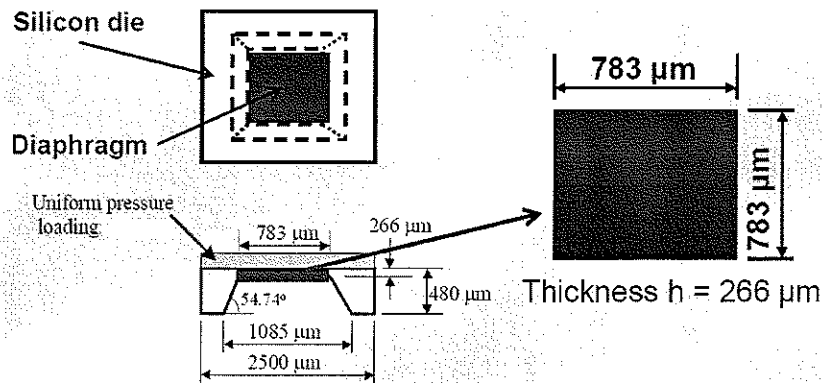 Silicon die
Diaphragm
Uniform pressure
loading
783 µm
266 µm
480 µm
54.74º
1085 µm
2500 µm
783 µm
783 µm
Thickness h = 266 µm